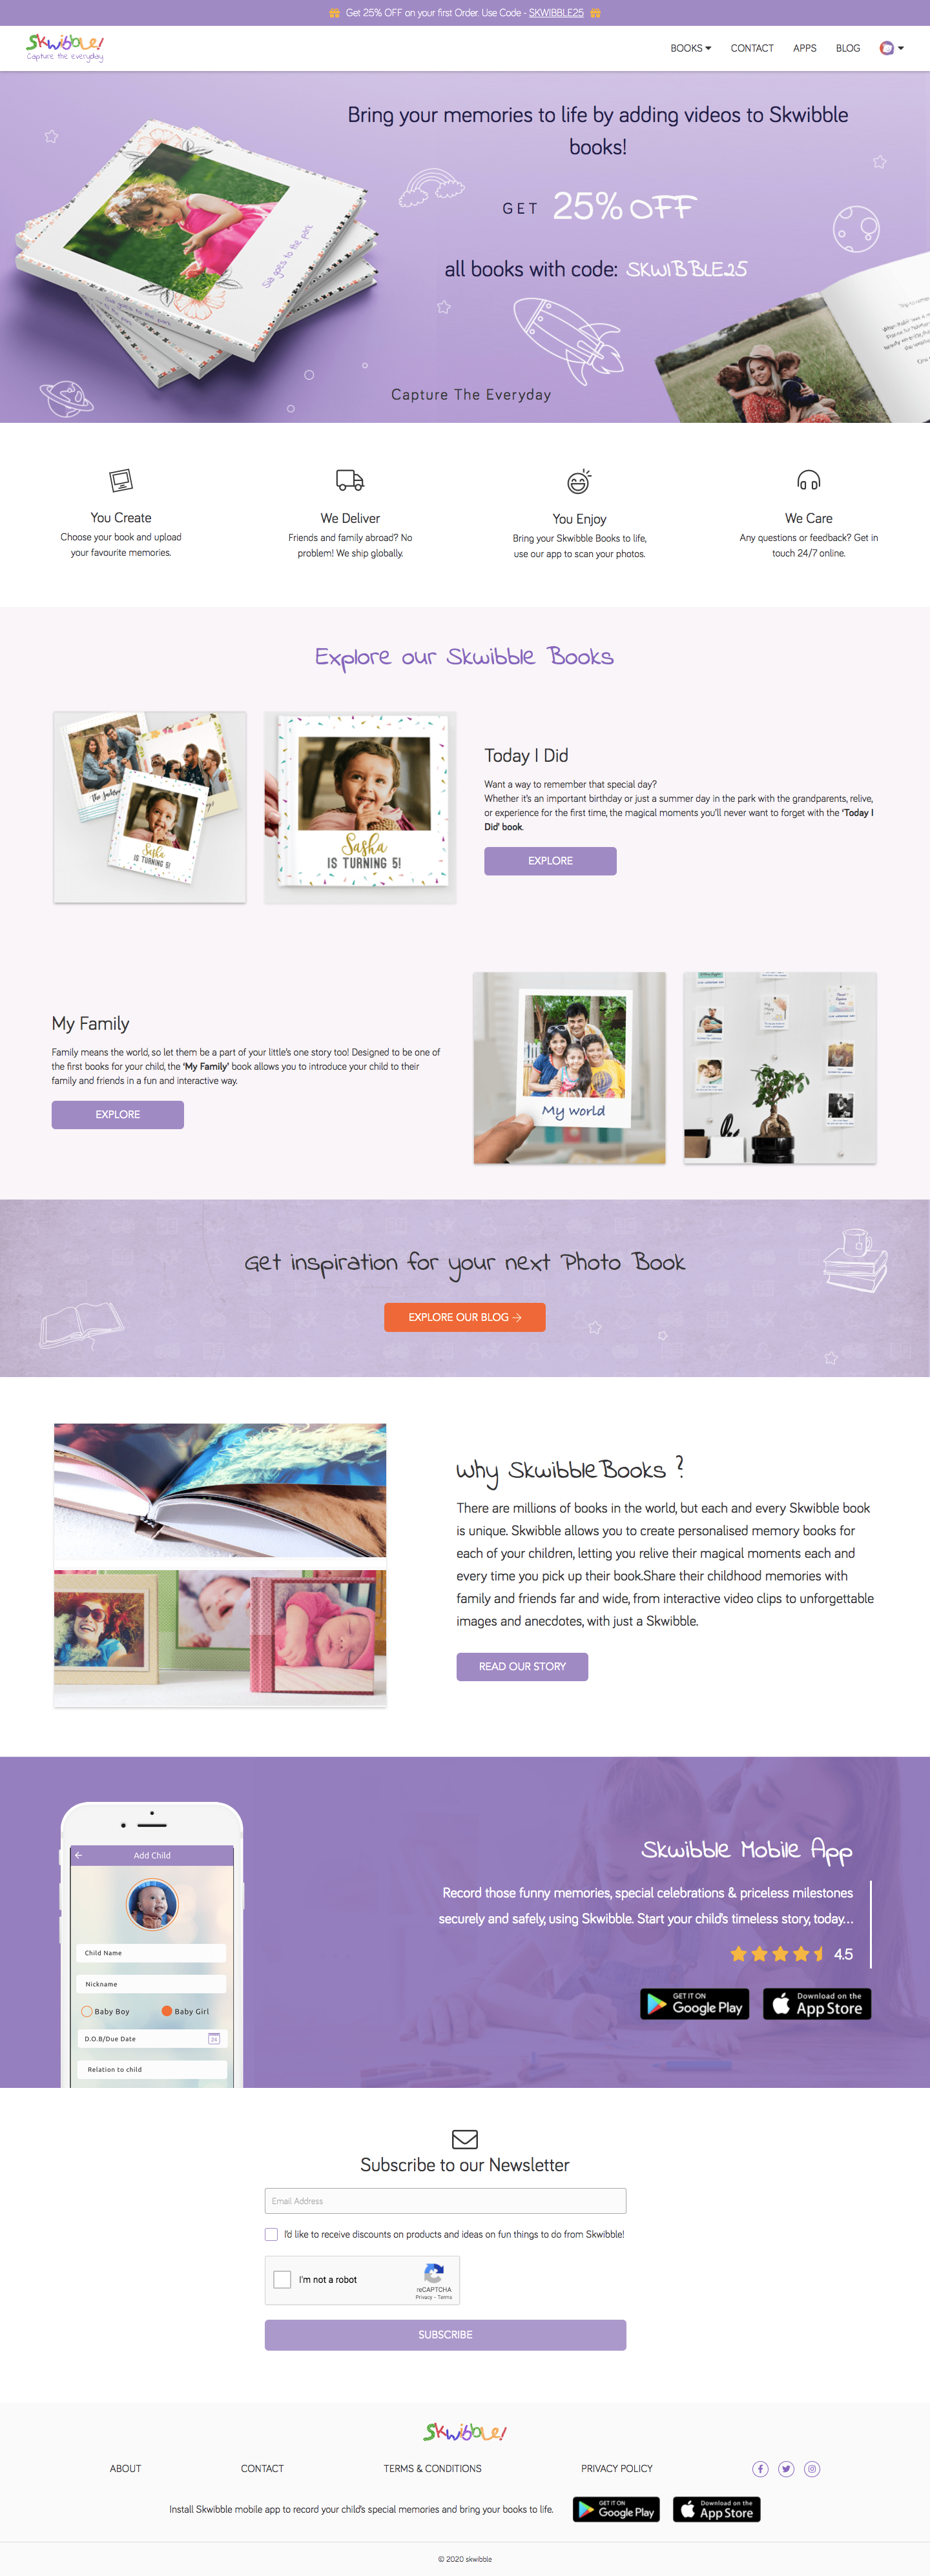 Get 25% OFF on your first Order. Use Code - SKWIBBLE25
Skwibble!
Capture the Everyday
BOOKS
CONTACT
APPS
BLOG
Bring your memories to life by adding videos to Skwibble
books!
GET 25% OFF
all books with code: SKWIBBLE25
Sia goes to the park
Capture The Everyday
You Create
Choose your book and upload
your favourite memories.
We Deliver
Friends and family abroad? No
problem! We ship globally.
You Enjoy
Bring your Skwibble Books to life,
use our app to scan your photos.
We Care
Any questions or feedback? Get in
touch 24/7 online.
Explore our Skwibble Books
Sasha
IS TURNING 5!
Sasha
IS TURNING 5!
Today I Did
Want a way to remember that special day?
Whether it's an important birthday or just a summer day in the park with the grandparents, relive,
or experience for the first time, the magical moments you'll never want to forget with the 'Today I
Did' book.
EXPLORE
My Family
Family means the world, so let them be a part of your little's one story too! Designed to be one of
the first books for your child, the 'My Family' book allows you to introduce your child to their
family and friends in a fun and interactive way.
EXPLORE
My world
Get inspiration for your next Photo Book
EXPLORE OUR BLOG →
Why SkwibbleBooks ?
There are millions of books in the world, but each and every Skwibble book
is unique. Skwibble allows you to create personalised memory books for
each of your children, letting you relive their magical moments each and
every time you pick up their book.Share their childhood memories with
family and friends far and wide, from interactive video clips to unforgettable
images and anecdotes, with just a Skwibble.
READ OUR STORY
Add Child
Child Name
Nickname
Baby Boy
Baby Girl
D.O.B/Due Date
24
Relation to child
Skwibble Mobile App
Record those funny memories, special celebrations & priceless milestones
securely and safely, using Skwibble. Start your child's timeless story, today...
4.5
GET IT ON
Google Play
Download on the
App Store
Subscribe to our Newsletter
Email Address
I'd like to receive discounts on products and ideas on fun things to do from Skwibble!
I'm not a robot
reCAPTCHA
Privacy - Terms
SUBSCRIBE
Skwibble!
ABOUT
CONTACT
TERMS & CONDITIONS
PRIVACY POLICY
Install Skwibble mobile app to record your child's special memories and bring your books to life.
GET IT ON
Google Play
Download on the
App Store
© 2020 skwibble